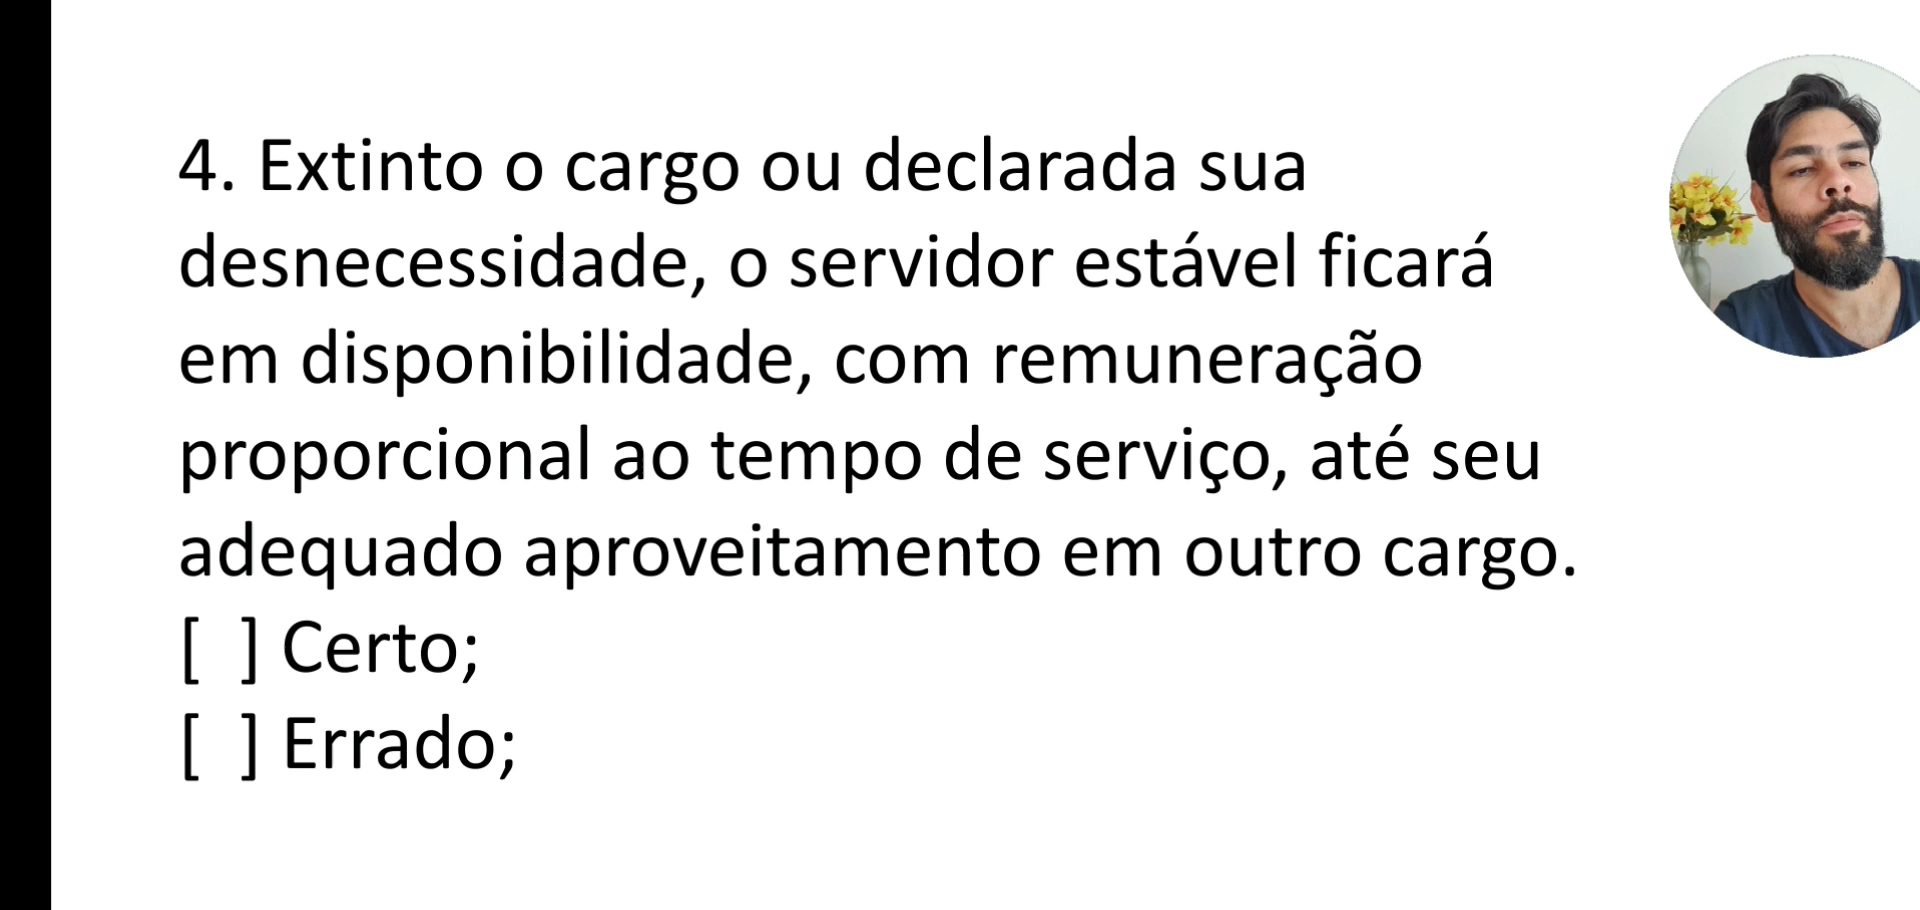 4. Extinto o cargo ou declarada sua
desnecessidade, o servidor estável ficará
em disponibilidade, com remuneração
proporcional ao tempo de serviço, até seu
adequado aproveitamento em outro cargo.
[  ] Certo;
[  ] Errado;